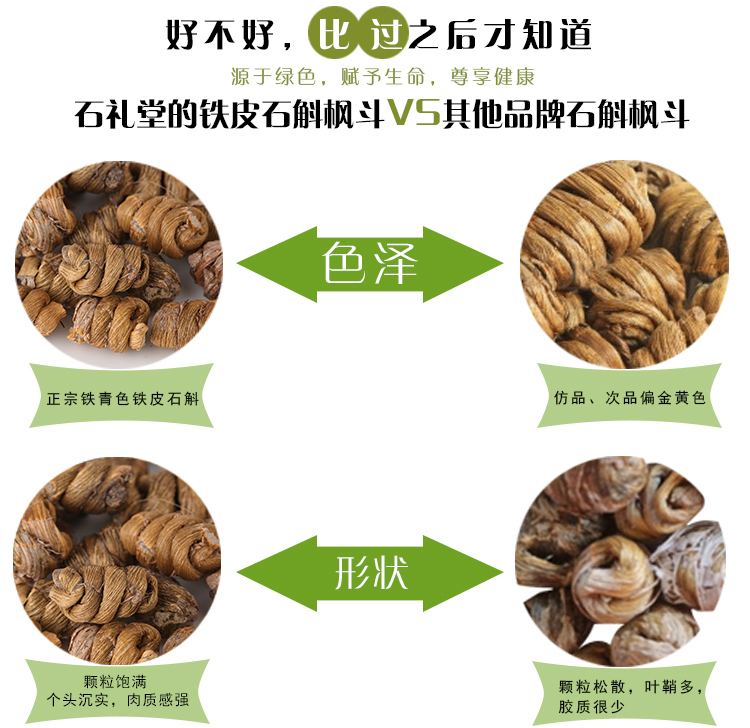 好不好，比过之后才知道
源于绿色，赋予生命，尊享健康
石礼堂的铁皮石斛枫斗VS其他品牌石斛枫斗
色泽
正宗铁青色铁皮石斛
仿品、次品偏金黄色
形状
颗粒饱满
个头沉实，肉质感强
颗粒松散，叶鞘多，
胶质很少